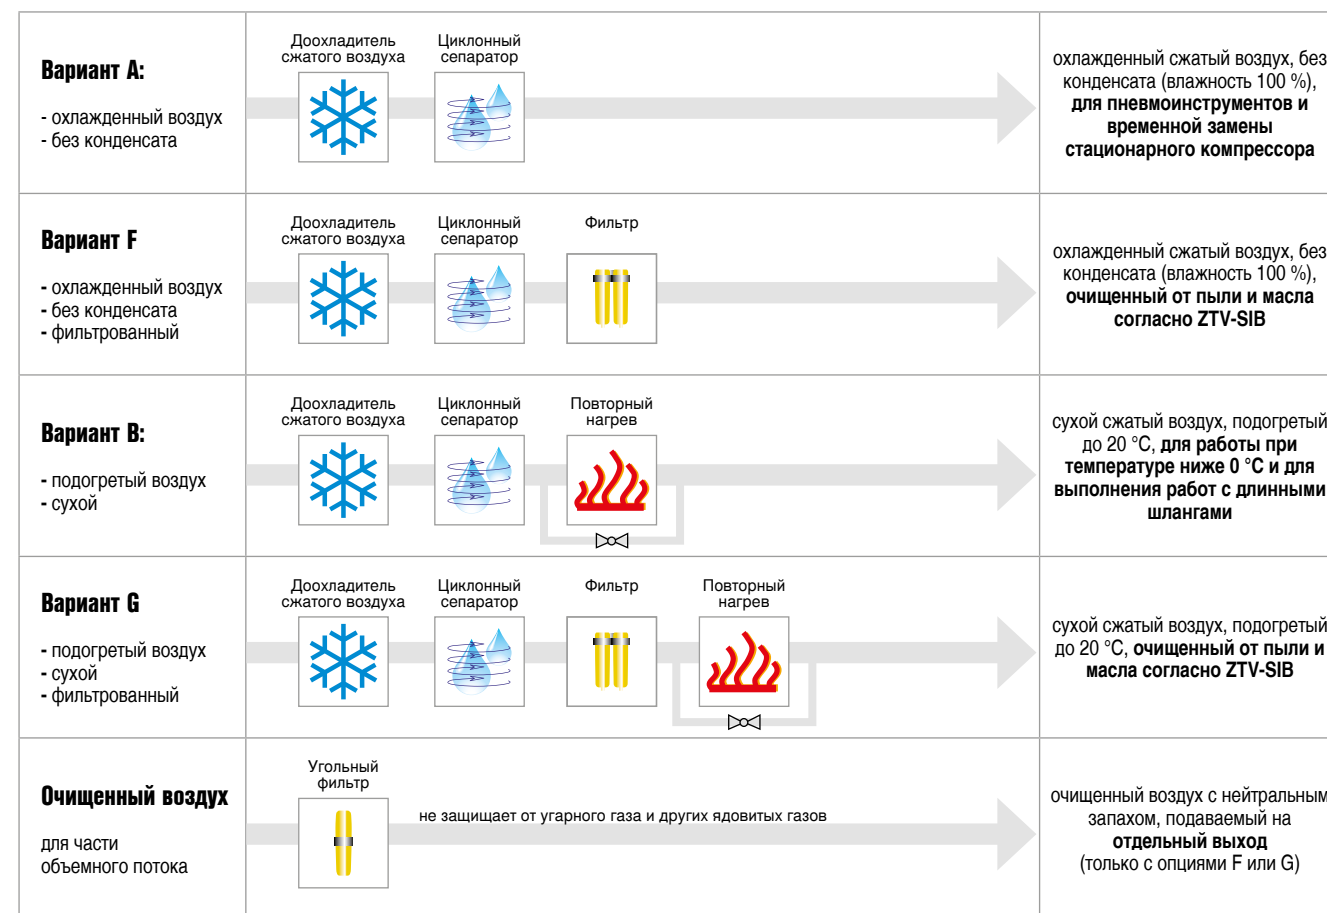 Вариант A:
- охлажденный воздух
- без конденсата
Доохладитель
сжатого воздуха
Циклонный
сепаратор
охлажденный сжатый воздух, без
конденсата (влажность 100 %),
для пневмоинструментов и
временной замены
стационарного компрессора
Вариант F
- охлажденный воздух
- без конденсата
- фильтрованный
Доохладитель
сжатого воздуха
Циклонный
сепаратор
Фильтр
охлажденный сжатый воздух, без
конденсата (влажность 100 %),
очищенный от пыли и масла
согласно ZTV-SIB
Вариант B:
- подогретый воздух
- сухой
Доохладитель
сжатого воздуха
Циклонный
сепаратор
Повторный
нагрев
сухой сжатый воздух, подогретый
до 20 °C, для работы при
температуре ниже 0 °C и для
выполнения работ с длинными
шлангами
Вариант G
- подогретый воздух
- сухой
- фильтрованный
Доохладитель
сжатого воздуха
Циклонный
сепаратор
Фильтр
Повторный
нагрев
сухой сжатый воздух, подогретый
до 20 °C, очищенный от пыли и
масла согласно ZTV-SIB
Очищенный воздух
для части
объемного потока
Угольный
фильтр
не защищает от угарного газа и других ядовитых газов
очищенный воздух с нейтральным
запахом, подаваемый на
отдельный выход
(только с опциями F или G)